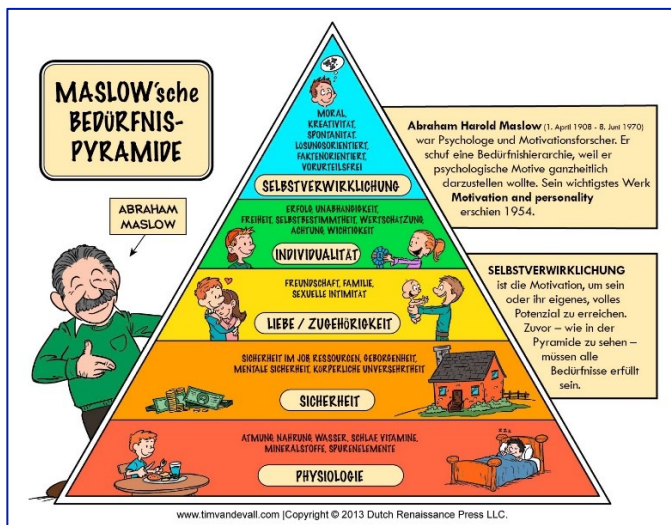 MASLOW'sche
BEDÜRFNIS-
PYRAMIDE
ABRAHAM
MASLOW
MORAL,
KREATIVITÄT,
SPONTANITÄT,
LÖSUNGSORIENTIERT,
FAKTENORIENTIERT,
VORURTEILSFREI
SELBSTVERWIRKLICHUNG
ERFOLG, UNABHÄNGIGKEIT,
FREIHEIT, SELBSTBESTIMMTHEIT, WERTSCHÄTZUNG,
ACHTUNG, WICHTIGKEIT
INDIVIDUALITÄT
FREUNDSCHAFT, FAMILIE,
SEXUELLE INTIMITÄT
LIEBE / ZUGEHÖRIGKEIT
SICHERHEIT IM JOB RESSOURCEN, GEBORGENHEIT,
MENTALE SICHERHEIT, KÖRPERLICHE UNVERSEHRTHEIT
SICHERHEIT
ATMUNG, NAHRUNG, WASSER, SCHLAF, VITAMINE,
MINERALSTOFFE, SPURENELEMENTE
PHYSIOLOGIE
zzz
Abraham Harold Maslow (1. April 1908 - 8. Juni 1970)
war Psychologe und Motivationsforscher. Er
schuf eine Bedürfnishierarchie, weil er
psychologische Motive ganzheitlich
darzustellen wollte. Sein wichtigstes Werk
Motivation and personality
erschien 1954.
SELBSTVERWIRKLICHUNG
ist die Motivation, um sein
oder ihr eigenes, volles
Potenzial zu erreichen.
Zuvor – wie in der
Pyramide zu sehen –
müssen alle
Bedürfnisse erfüllt
sein.
www.timvandevall.com |Copyright © 2013 Dutch Renaissance Press LLC.